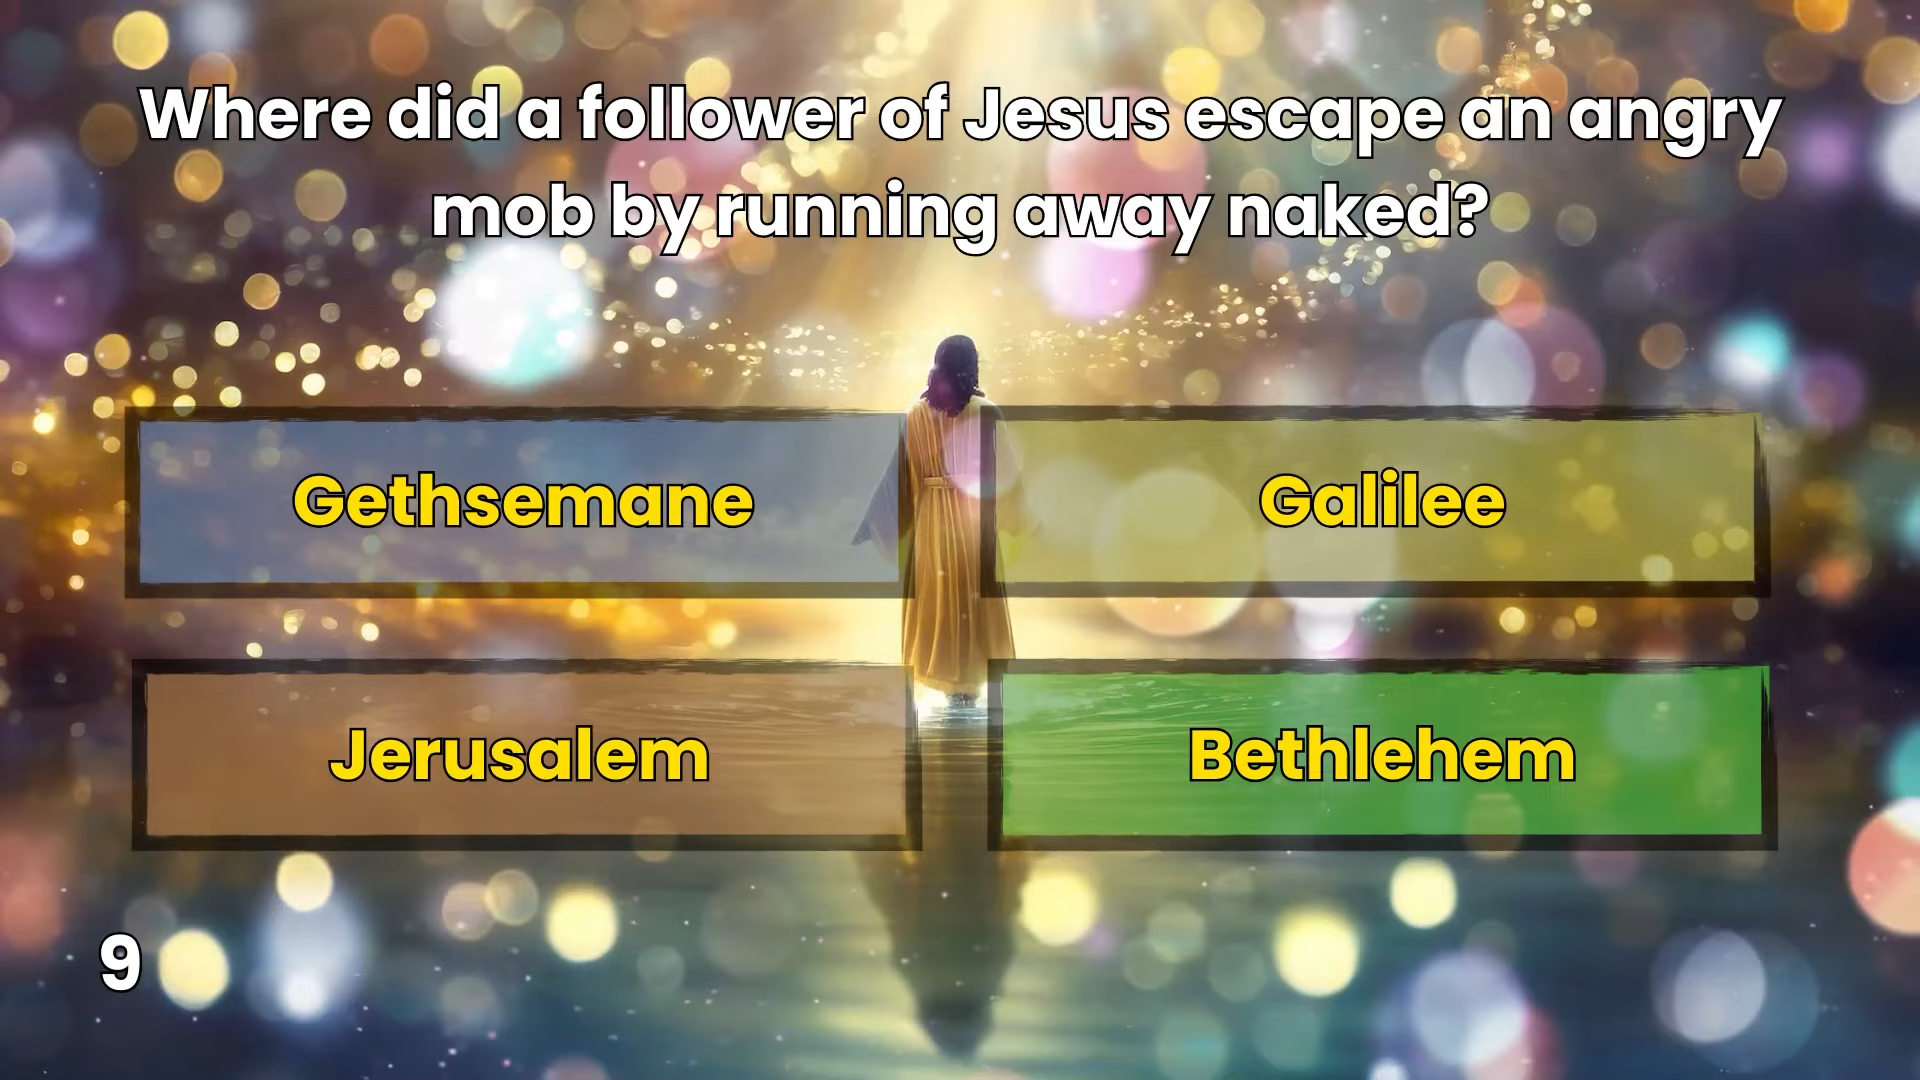 Where did a follower of Jesus escape an angry
mob by running away naked?
Gethsemane
Galilee
Jerusalem
Bethlehem
9